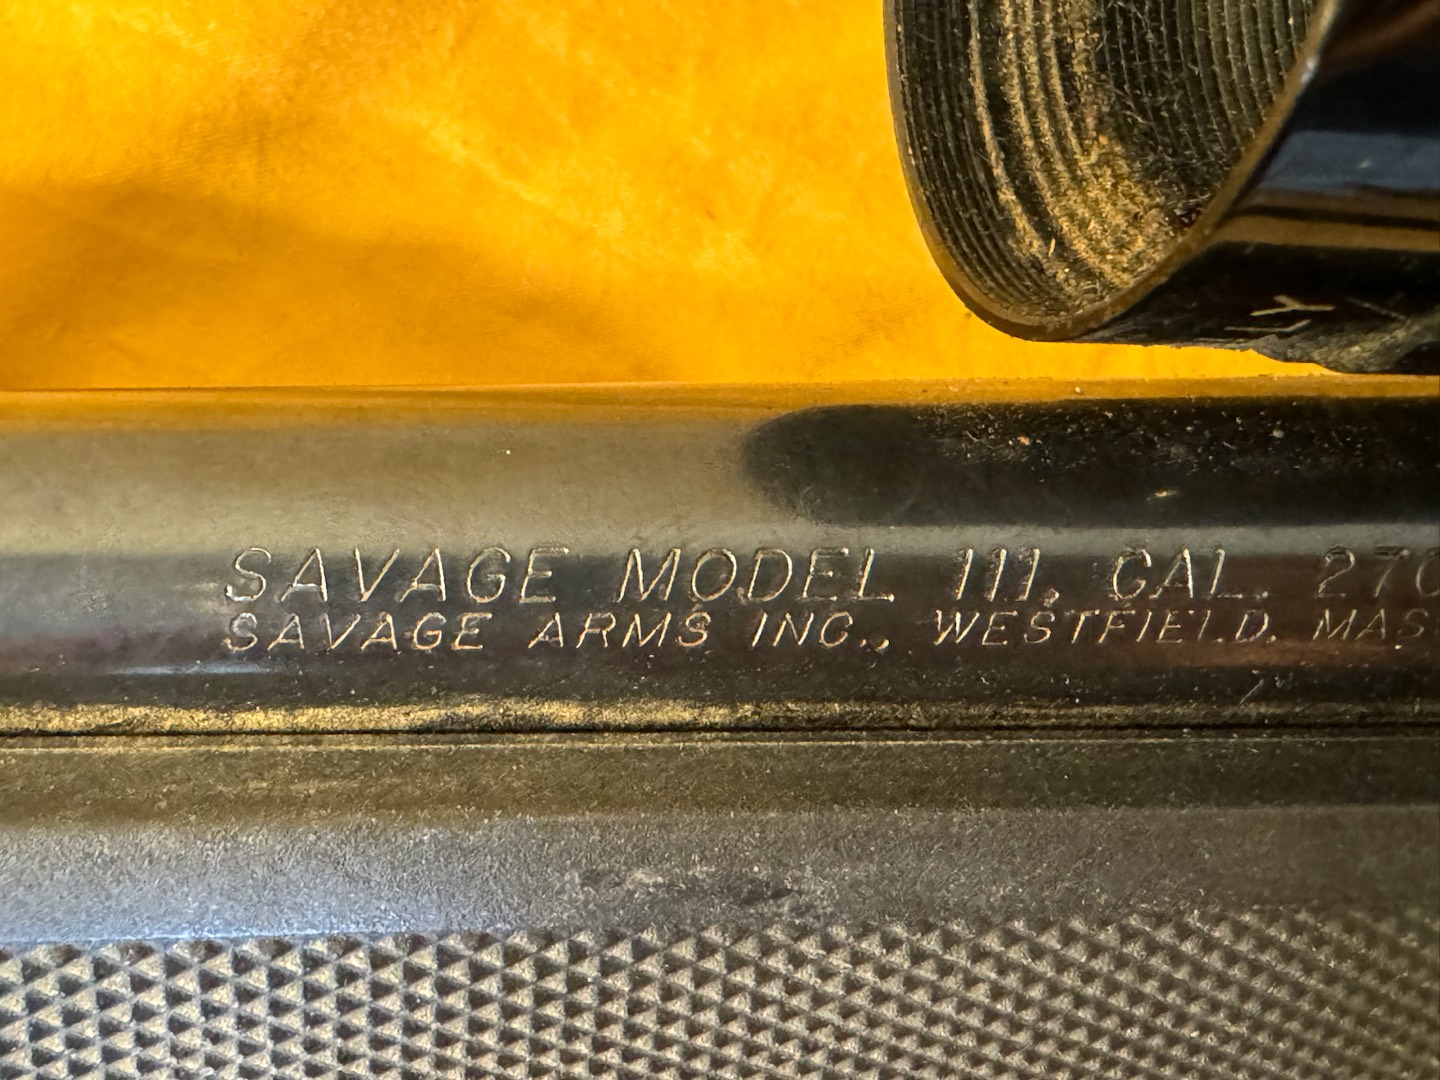 SAVAGE MODEL 111, CAL. 270
SAVAGE ARMS INC., WESTFIELD, MAS